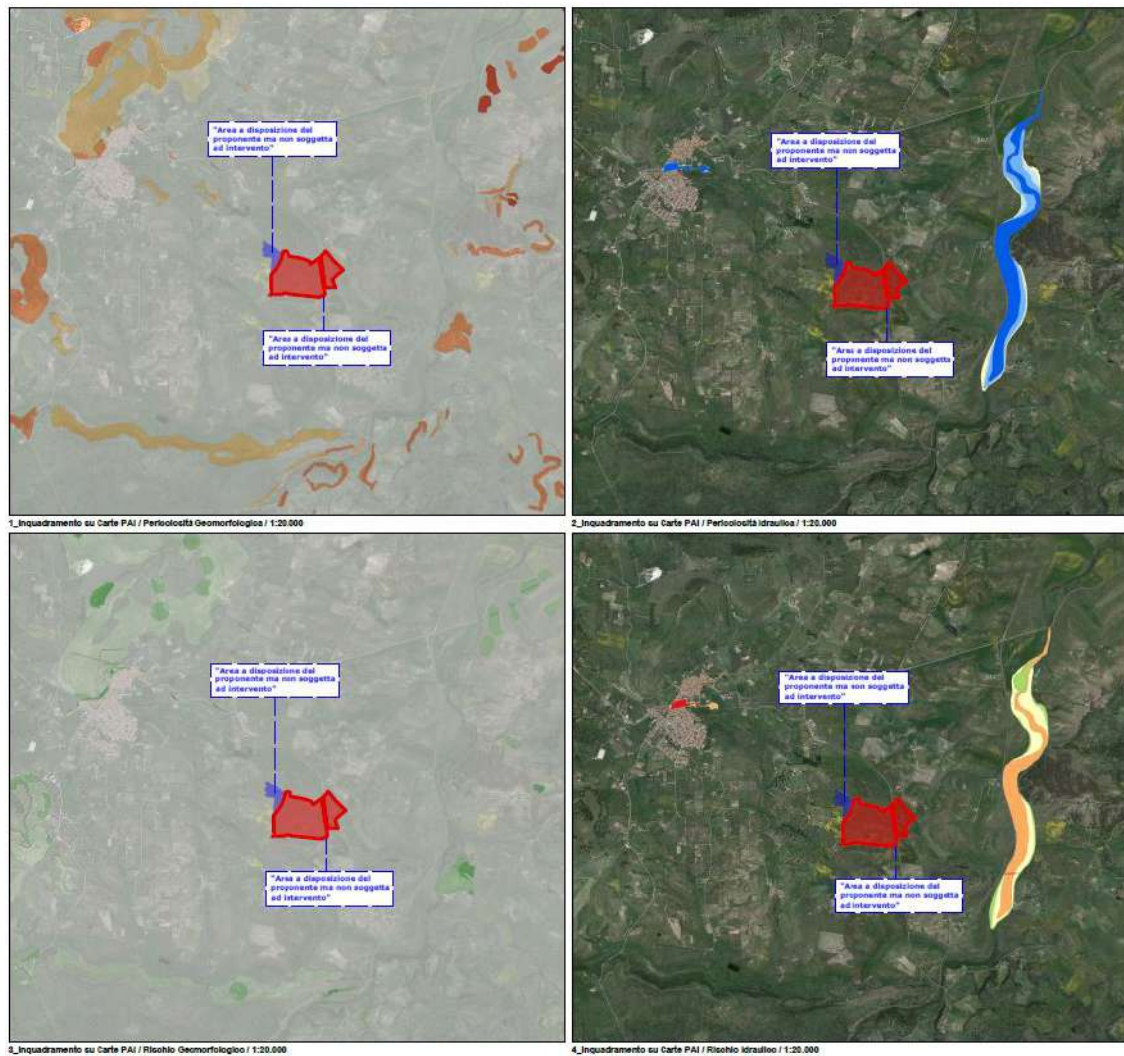 "Area a disposizione del
proponente ma non soggetta
ad intervento"
"Area a disposizione del
proponente ma non soggetta
ad intervento"
1_Inquadramento su Carte PAI / Pericolosità Geomorfologica / 1:20.000
"Area a disposizione del
proponente ma non soggetta
ad intervento"
"Area a disposizione del
proponente ma non soggetta
ad intervento"
2_Inquadramento su Carte PAI / Pericolosità Idraulica / 1:20.000
"Area a disposizione del
proponente ma non soggetta
ad intervento"
"Area a disposizione del
proponente ma non soggetta
ad intervento"
3_Inquadramento su Carte PAI / Rischio Geomorfologico / 1:20.000
"Area a disposizione del
proponente ma non soggetta
ad intervento"
"Area a disposizione del
proponente ma non soggetta
ad intervento"
4_Inquadramento su Carte PAI / Rischio Idraulico / 1:20.000